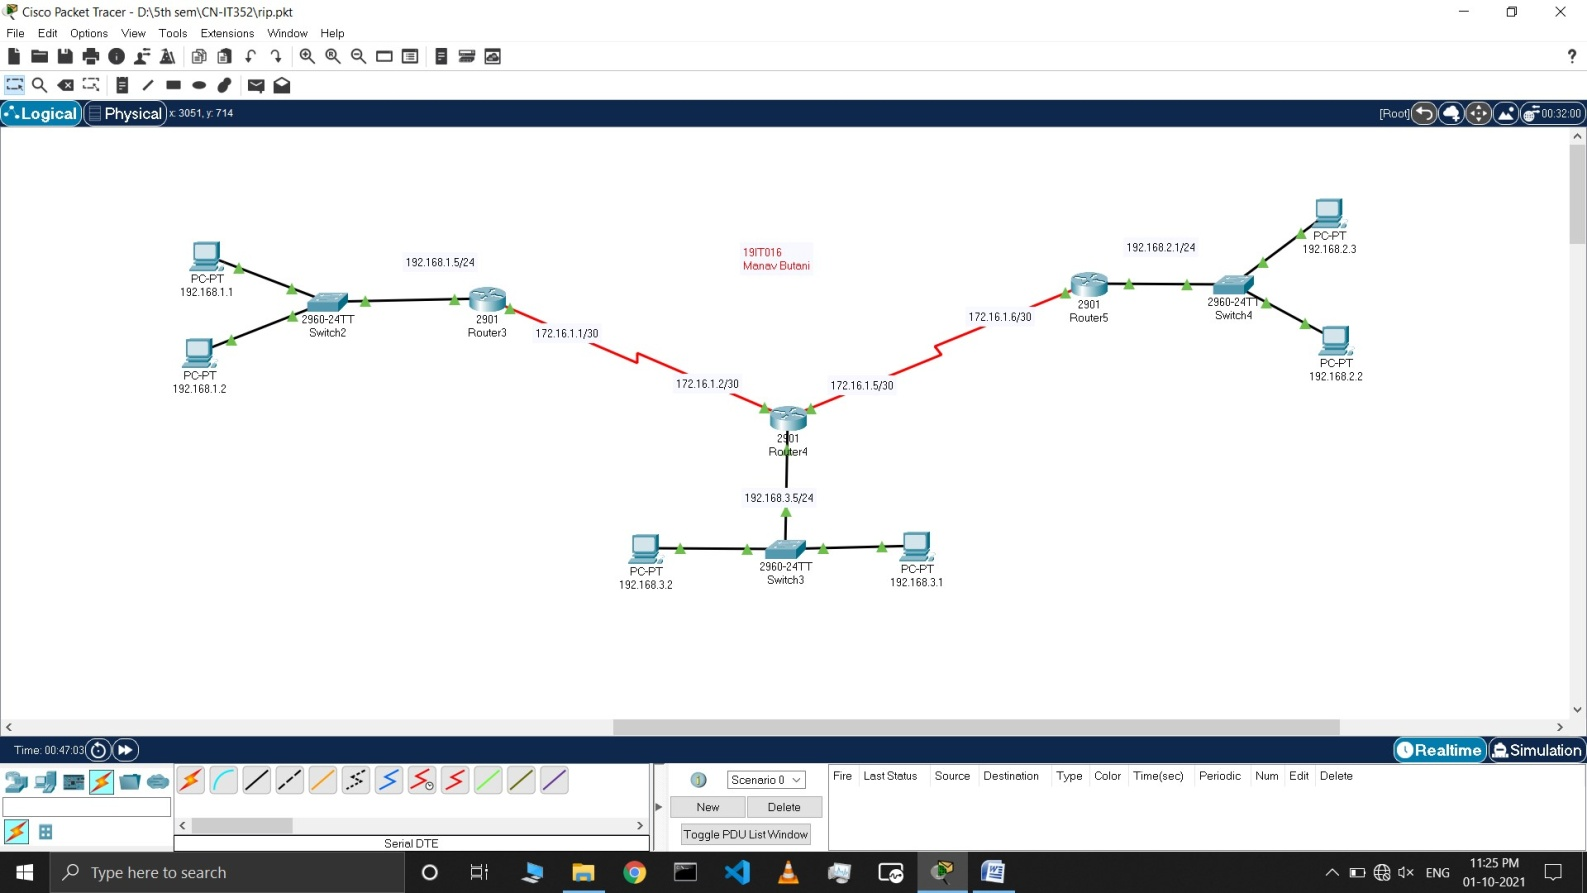 Cisco Packet Tracer - D:\5th sem\CN-IT352\rip.pkt
File Edit Options View Tools Extensions Window Help
?
Logical Physical x: 3051, y: 714 [Root] 00:32:00
PC-PT
192.168.1.1
PC-PT
192.168.1.2
2960-24TT
Switch2
192.168.1.5/24
2901
Router3
172.16.1.1/30
172.16.1.2/30
19IT016
Manav Butani
2901
Router4
172.16.1.5/30
172.16.1.6/30
2901
Router5
192.168.2.1/24
2960-24TT
Switch4
PC-PT
192.168.2.3
PC-PT
192.168.2.2
192.168.3.5/24
PC-PT
192.168.3.2
2960-24TT
Switch3
PC-PT
192.168.3.1
Time: 00:47:03 Realtime Simulation
Scenario 0
New Delete
Toggle PDU List Window
Fire Last Status Source Destination Type Color Time(sec) Periodic Num Edit Delete
Serial DTE
Type here to search
ENG
11:25 PM
01-10-2021